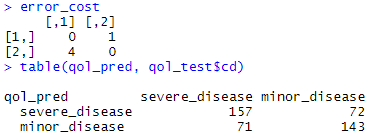 > error_cost
     [,1] [,2]
[1,]    0    1
[2,]    4    0
> table(qol_pred, qol_test$cd)

qol_pred         severe_disease minor_disease
  severe_disease            157            72
  minor_disease              71           143